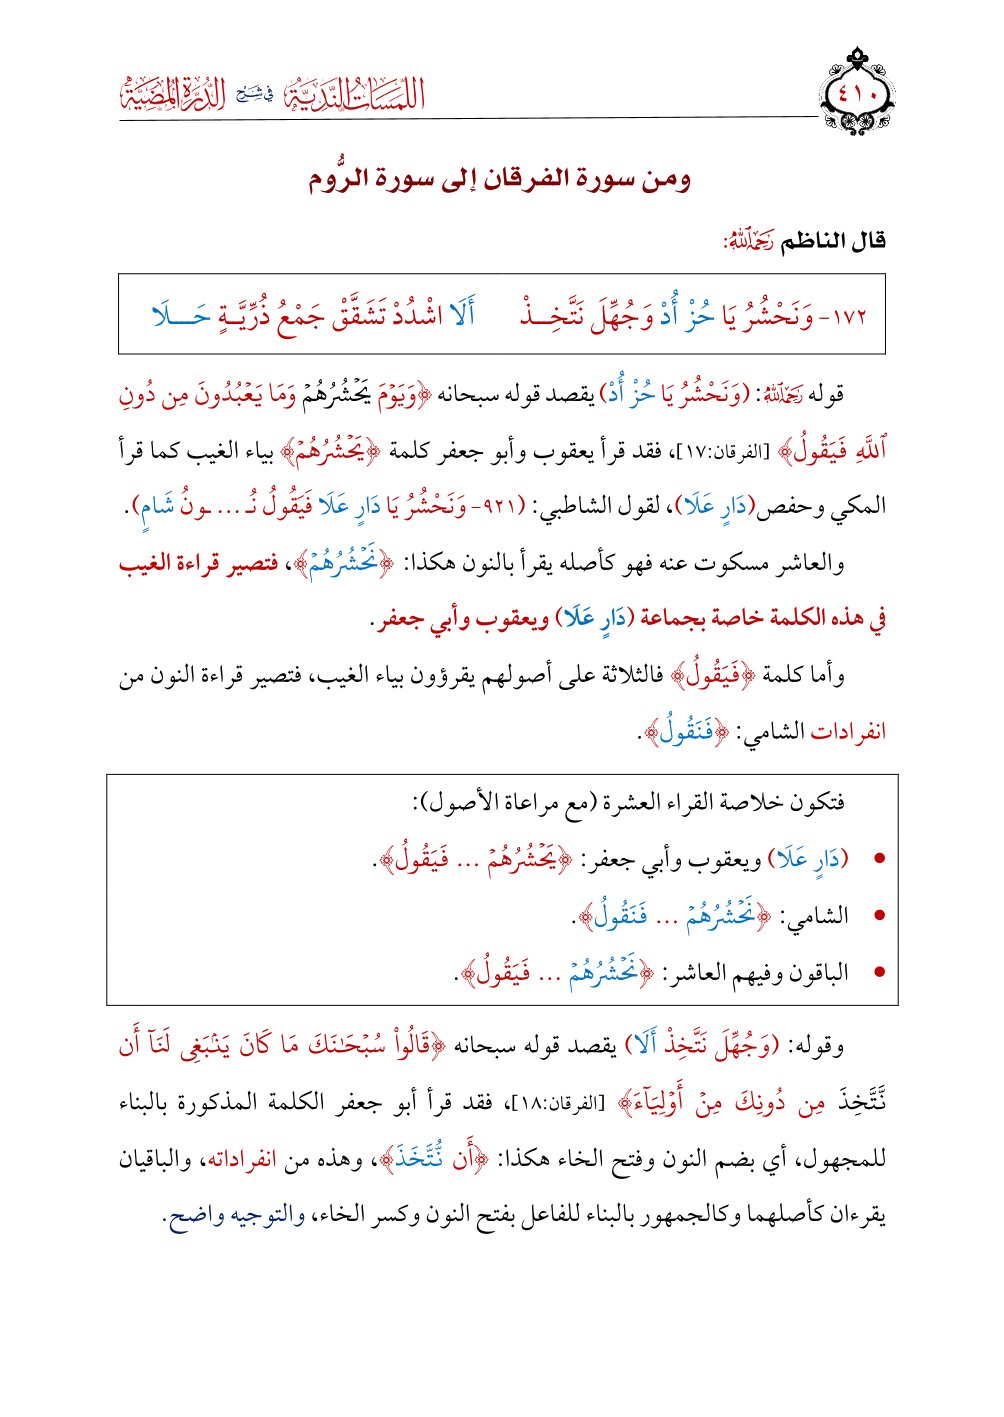 اللمسات الندية في شرح الدرة المضية
٤١٠
ومن سورة الفرقان إلى سورة الرُّوم
قال الناظم رَحِمَهُ ٱللَّهُ:
١٧٢- وَنَحْشُرُ يَا حُزْ أُدْ وَجُهِّلَ نَتَّخِـــذْ أَلَا اشْدُدْ تَشَقَّقْ جَمْعُ ذُرِّيَّـةٍ حَـــلَا
قوله رَحِمَهُ ٱللَّهُ: (وَنَحْشُرُ يَا حُزْ أُدْ) يقصد قوله سبحانه ﴿وَيَوۡمَ يَحۡشُرُهُمۡ وَمَا يَعۡبُدُونَ مِن دُونِ
ٱللَّهِ فَيَقُولُ﴾ [الفرقان:١٧]، فقد قرأ يعقوب وأبو جعفر كلمة ﴿يَحۡشُرُهُمۡ﴾ بياء الغيب كما قرأ
المكي وحفص(دَارٍ عَلَا)، لقول الشاطبي: (٩٢١- وَنَحْشُرُ يَا دَارٍ عَلَا فَيَقُولُ نُـ ... ـونُ شَامٍ).
والعاشر مسكوت عنه فهو كأصله يقرأ بالنون هكذا: ﴿نَحۡشُرُهُمۡ﴾، فتصير قراءة الغيب
في هذه الكلمة خاصة بجماعة (دَارٍ عَلَا) ويعقوب وأبي جعفر.
وأما كلمة ﴿فَيَقُولُ﴾ فالثلاثة على أصولهم يقرؤون بياء الغيب، فتصير قراءة النون من
انفرادات الشامي: ﴿فَنَقُولُ﴾.
فتكون خلاصة القراء العشرة (مع مراعاة الأصول):
• (دَارٍ عَلَا) ويعقوب وأبي جعفر: ﴿يَحۡشُرُهُمۡ ... فَيَقُولُ﴾.
• الشامي: ﴿نَحۡشُرُهُمۡ ... فَنَقُولُ﴾.
• الباقون وفيهم العاشر: ﴿نَحۡشُرُهُمۡ ... فَيَقُولُ﴾.
وقوله: (وَجُهِّلَ نَتَّخِذْ أَلَا) يقصد قوله سبحانه ﴿قَالُواْ سُبۡحَٰنَكَ مَا كَانَ يَنۢبَغِي لَنَآ أَن
نَّتَّخِذَ مِن دُونِكَ مِنۡ أَوۡلِيَآءَ﴾ [الفرقان:١٨]، فقد قرأ أبو جعفر الكلمة المذكورة بالبناء
للمجهول، أي بضم النون وفتح الخاء هكذا: ﴿أَن نُّتَّخَذَ﴾، وهذه من انفراداته، والباقيان
يقرءان كأصلهما وكالجمهور بالبناء للفاعل بفتح النون وكسر الخاء، والتوجيه واضح.